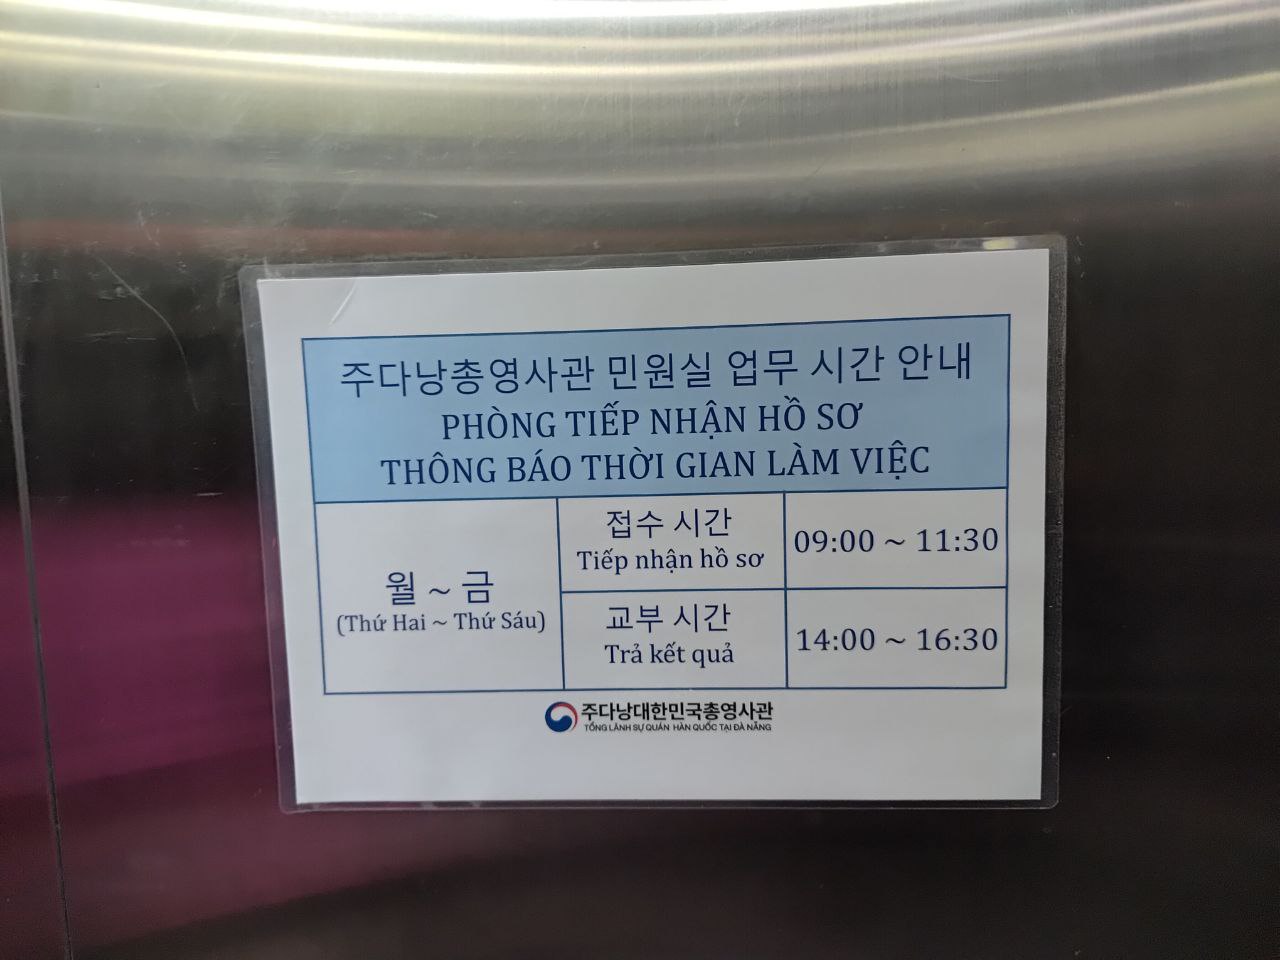 주다낭총영사관 민원실 업무 시간 안내
PHÒNG TIẾP NHẬN HỒ SƠ
THÔNG BÁO THỜI GIAN LÀM VIỆC
월 ~ 금
(Thứ Hai ~ Thứ Sáu)
접수 시간
Tiếp nhận hồ sơ
09:00 ~ 11:30
교부 시간
Trả kết quả
14:00 ~ 16:30
주다낭대한민국총영사관
TỔNG LÃNH SỰ QUÁN HÀN QUỐC TẠI ĐÀ NẴNG